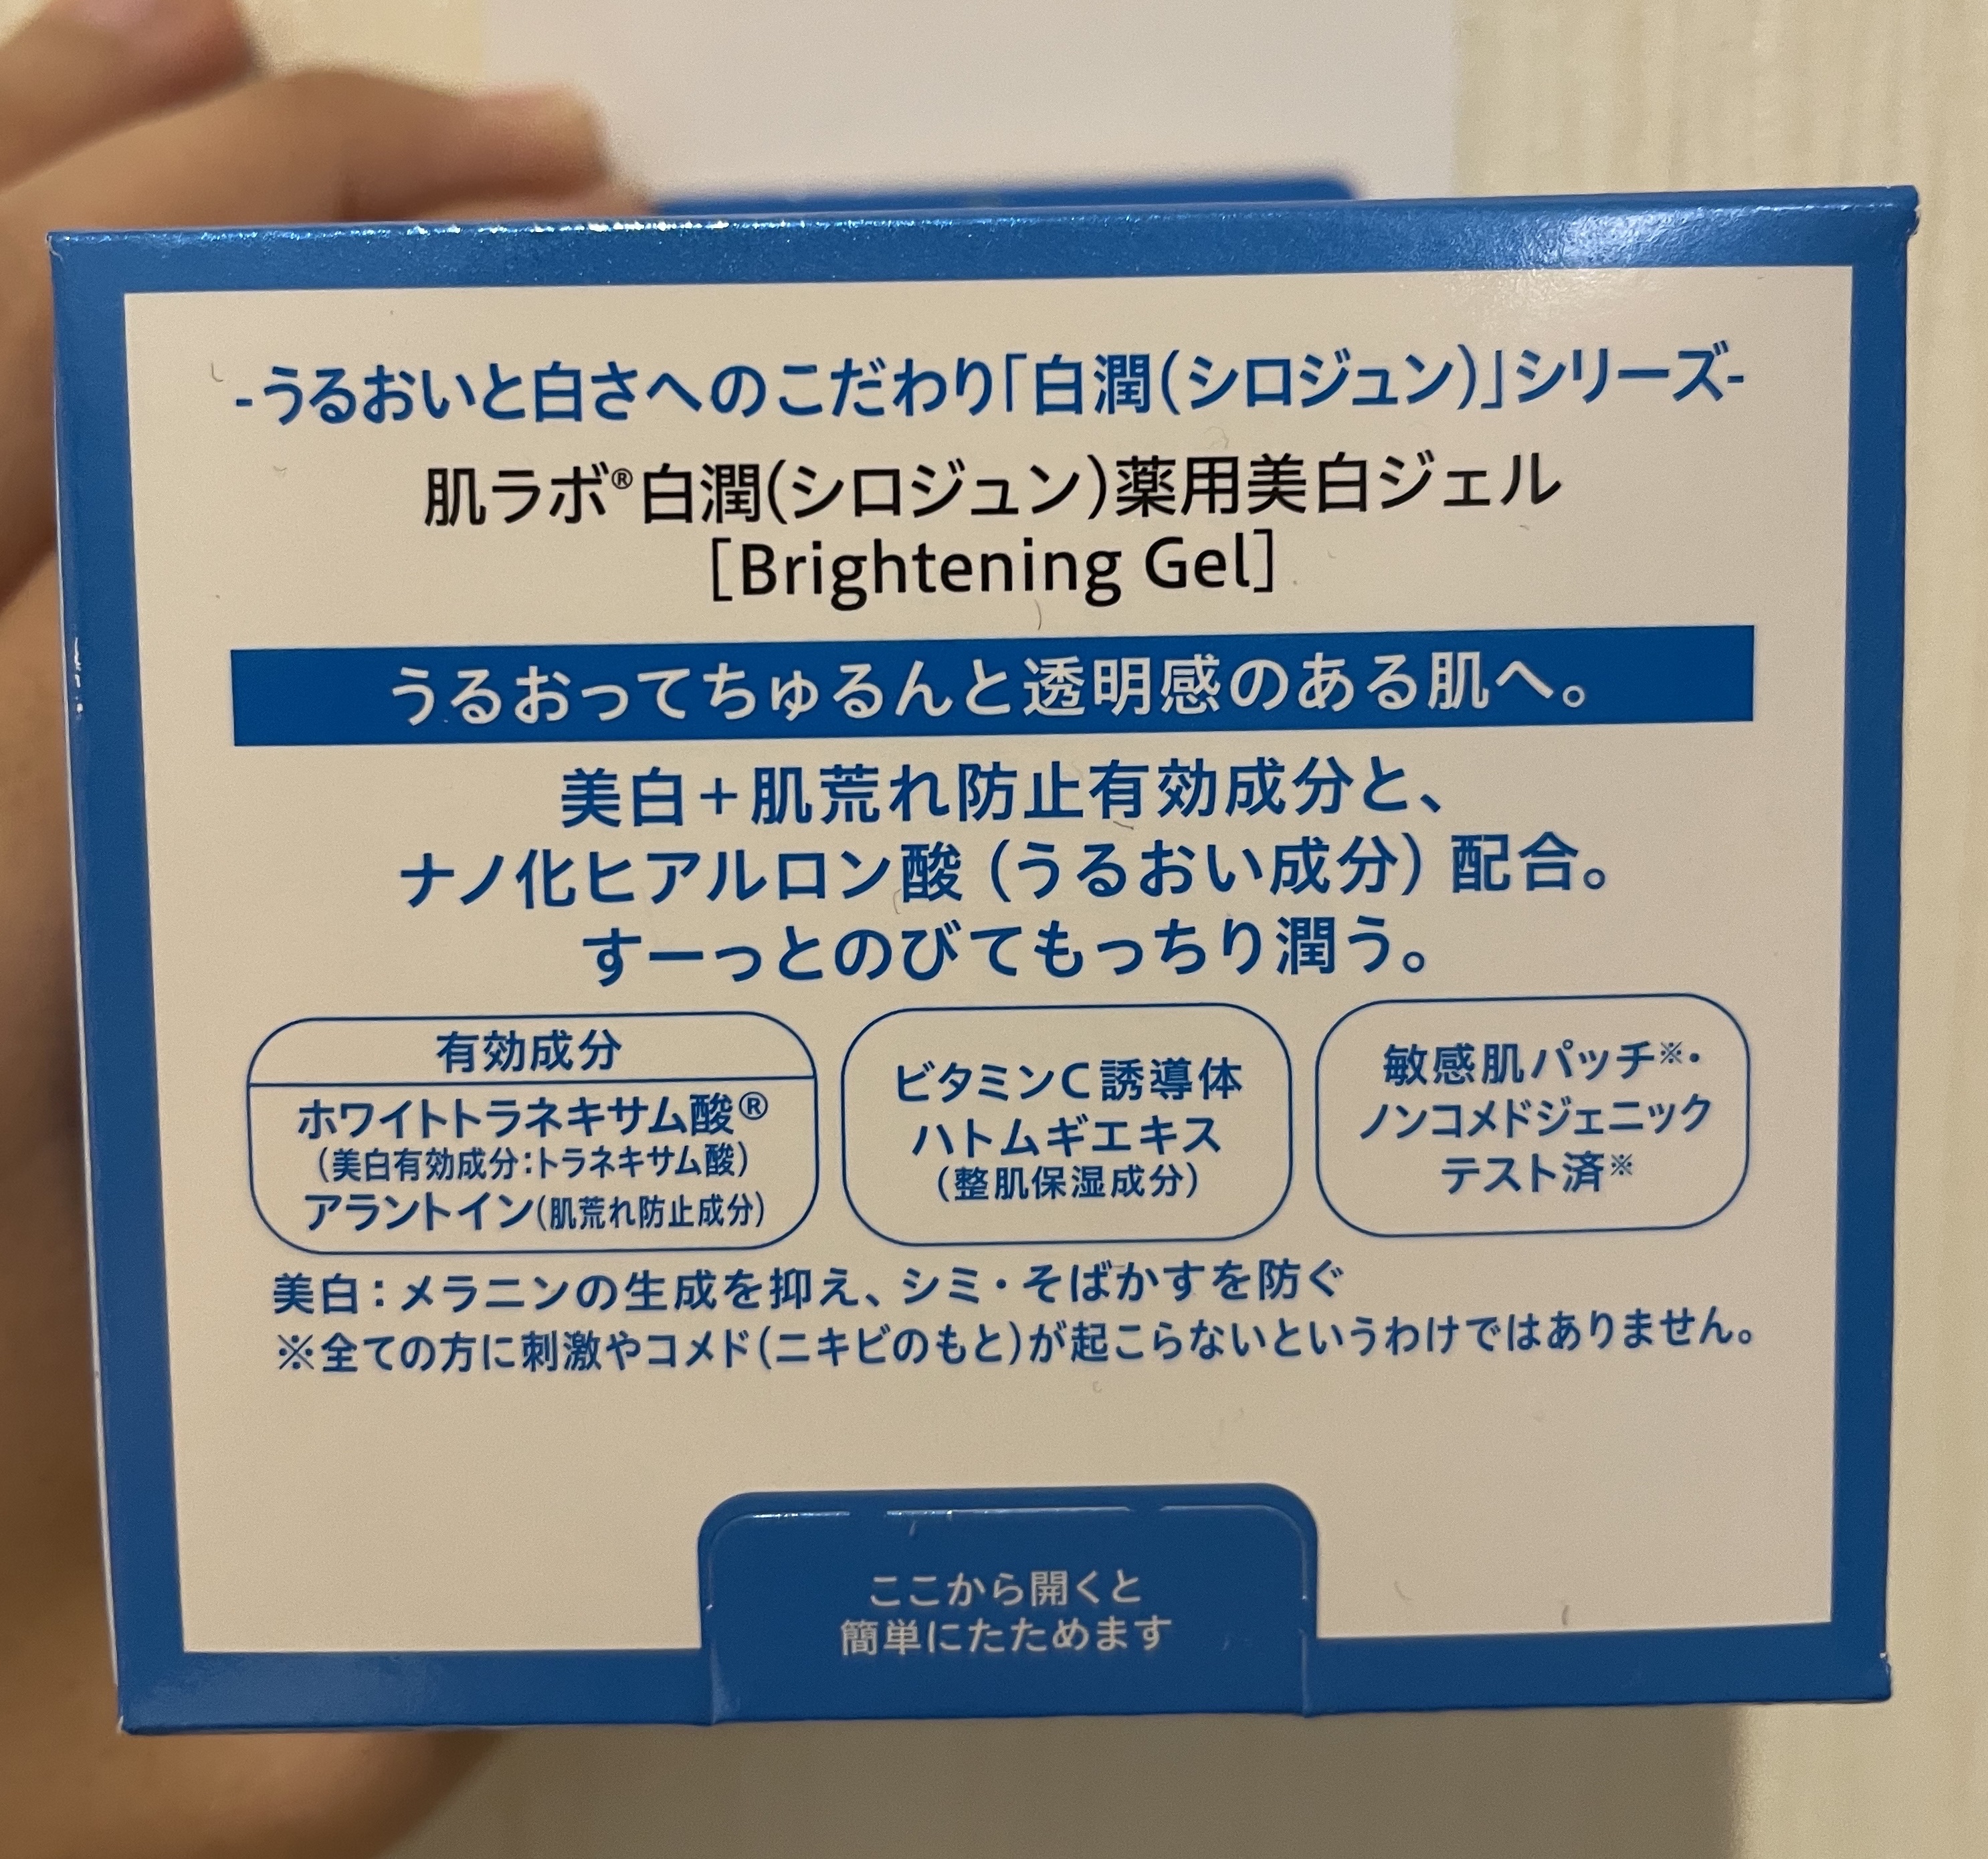 -うるおいと白さへのこだわり「白潤(シロジュン)」シリーズ-
肌ラボ®白潤(シロジュン)薬用美白ジェル
[Brightening Gel]
うるおってちゅるんと透明感のある肌へ。
美白+肌荒れ防止有効成分と、
ナノ化ヒアルロン酸(うるおい成分)配合。
すーっとのびてもっちり潤う。
有効成分
ホワイトトラネキサム酸®
(美白有効成分:トラネキサム酸)
アラントイン(肌荒れ防止成分)
ビタミンC誘導体
ハトムギエキス
(整肌保湿成分)
敏感肌パッチ※・
ノンコメドジェニック
テスト済※
美白:メラニンの生成を抑え、シミ・そばかすを防ぐ
※全ての方に刺激やコメド(ニキビのもと)が起こらないというわけではありません。
ここから開くと
簡単にたためます